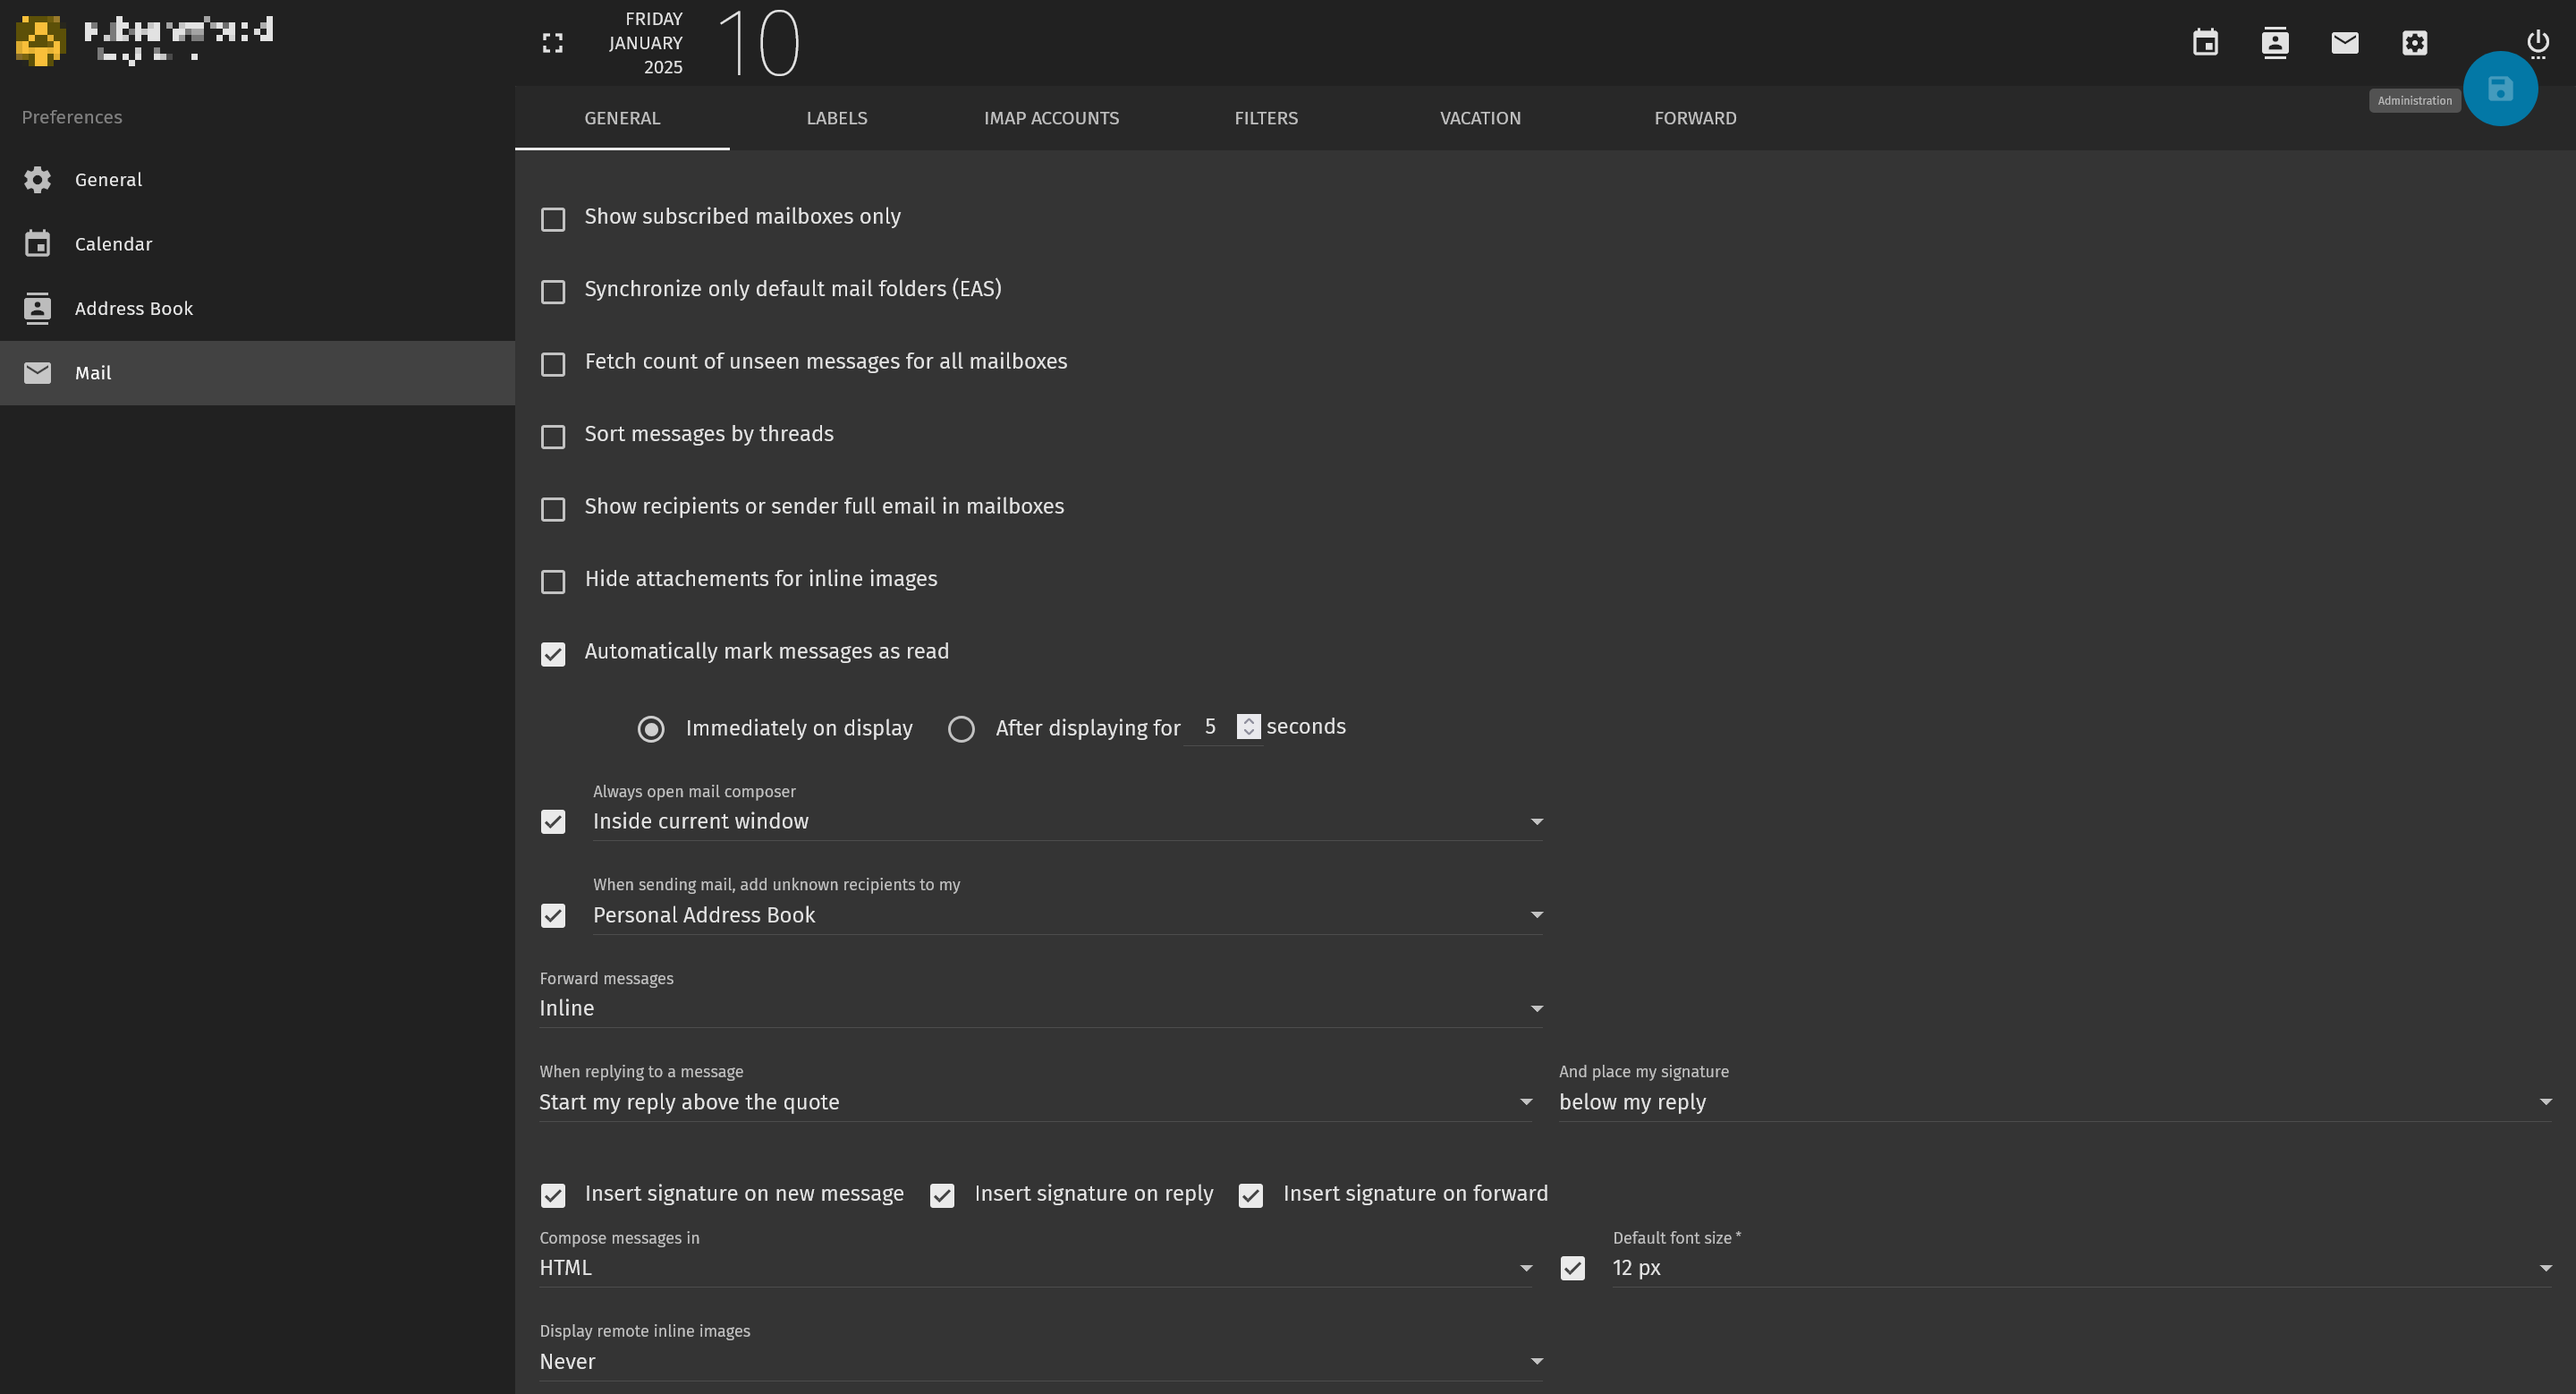 FRIDAY
JANUARY
2025
10
Administration
Preferences
General
Calendar
Address Book
Mail
GENERAL LABELS IMAP ACCOUNTS FILTERS VACATION FORWARD
Show subscribed mailboxes only
Synchronize only default mail folders (EAS)
Fetch count of unseen messages for all mailboxes
Sort messages by threads
Show recipients or sender full email in mailboxes
Hide attachements for inline images
Automatically mark messages as read
Immediately on display After displaying for 5 seconds
Always open mail composer
Inside current window
When sending mail, add unknown recipients to my
Personal Address Book
Forward messages
Inline
When replying to a message And place my signature
Start my reply above the quote below my reply
Insert signature on new message Insert signature on reply Insert signature on forward
Compose messages in Default font size *
HTML 12 px
Display remote inline images
Never